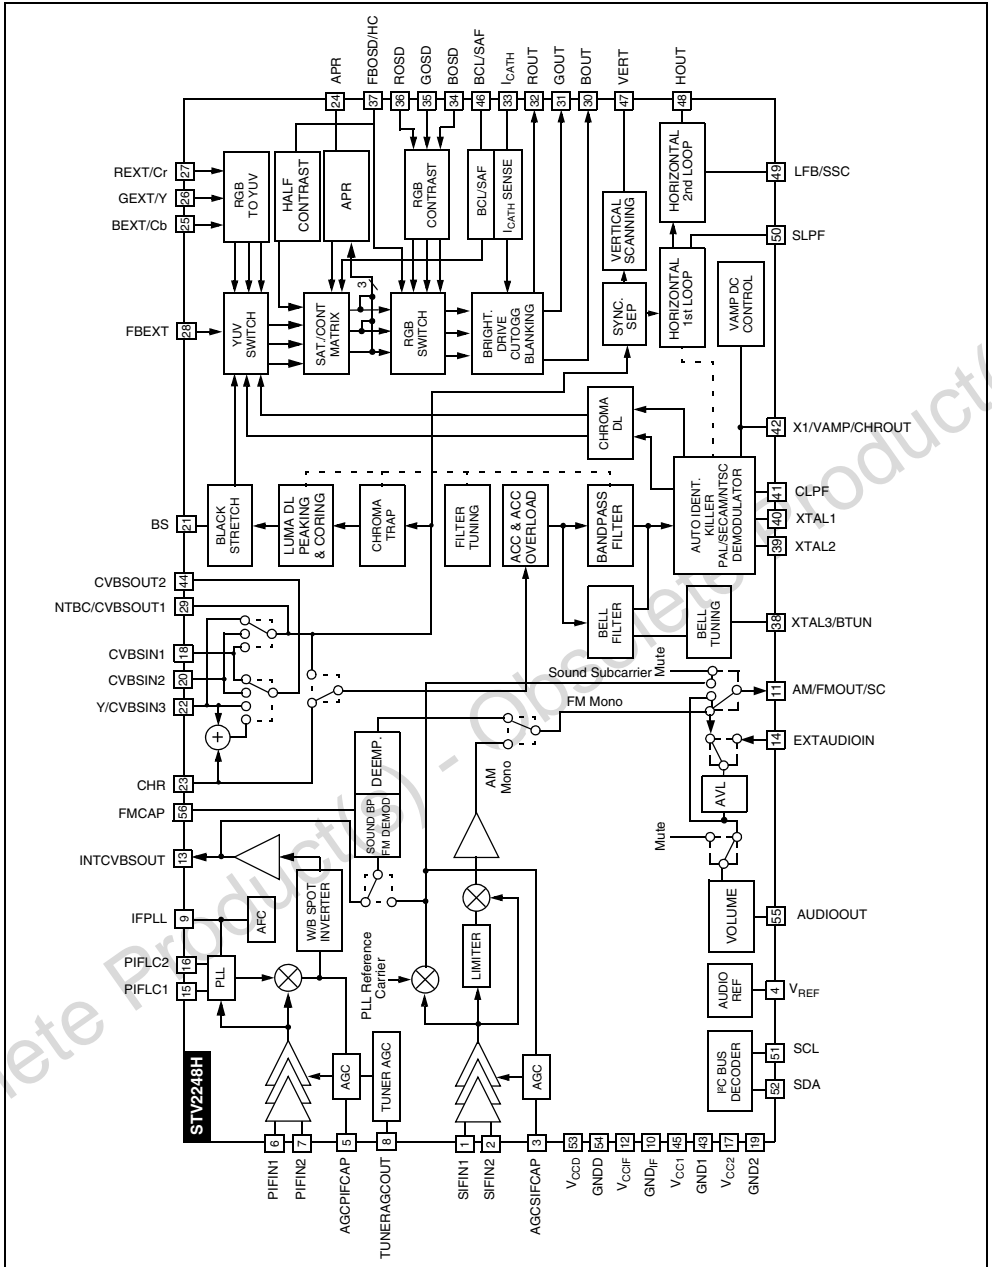 APR
FBOSD/HC
ROSD
GOSD
BOSD
BCL/SAF
ICATH
ROUT
GOUT
BOUT
VERT
HOUT
24
37
36
35
34
46
33
32
31
30
47
48
REXT/Cr
27
GEXT/Y
26
BEXT/Cb
25
RGB
TO YUV
HALF
CONTRAST
APR
RGB
CONTRAST
BCL/SAF
ICATH SENSE
VERTICAL
SCANNING
HORIZONTAL
2nd LOOP
49
LFB/SSC
50
SLPF
FBEXT
28
YUV
SWITCH
SAT./CONT
MATRIX
3
RGB
SWITCH
BRIGHT.
DRIVE
CUTOGG
BLANKING
SYNC.
SEP
HORIZONTAL
1st LOOP
VAMP DC
CONTROL
CHROMA
DL
42
X1/VAMP/CHROUT
BS
21
BLACK
STRETCH
LUMA DL
PEAKING
& CORING
CHROMA
TRAP
FILTER
TUNING
ACC & ACC
OVERLOAD
BANDPASS
FILTER
AUTO IDENT.
KILLER
PAL/SECAM/NTSC
DEMODULATOR
41
CLPF
40
XTAL1
39
XTAL2
BELL
FILTER
BELL
TUNING
38
XTAL3/BTUN
CVBSOUT2
44
NTBC/CVBSOUT1
29
CVBSIN1
18
CVBSIN2
20
Y/CVBSIN3
22
+
CHR
23
FMCAP
56
Sound Subcarrier
Mute
FM Mono
11
AM/FMOUT/SC
14
EXTAUDIOIN
DEEMP.
SOUND BP
FM DEMOD
AM
Mono
AVL
Mute
INTCVBSOUT
13
IFPLL
9
AFC
W/B SPOT
INVERTER
LIMITER
VOLUME
55
AUDIOOUT
PIFLC2
16
PIFLC1
15
PLL
PLL Reference
Carrier
AUDIO
REF
4
VREF
STV2248H
AGC
TUNER AGC
AGC
I²C BUS
DECODER
51
SCL
52
SDA
6
7
5
8
1
2
3
53
54
12
10
45
43
17
19
PIFIN1
PIFIN2
AGCPIFCAP
TUNERAGCOUT
SIFIN1
SIFIN2
AGCSIFCAP
VCCD
GNDD
VCCIF
GNDIF
VCC1
GND1
VCC2
GND2
lete Product(s) - Obsolete Product(